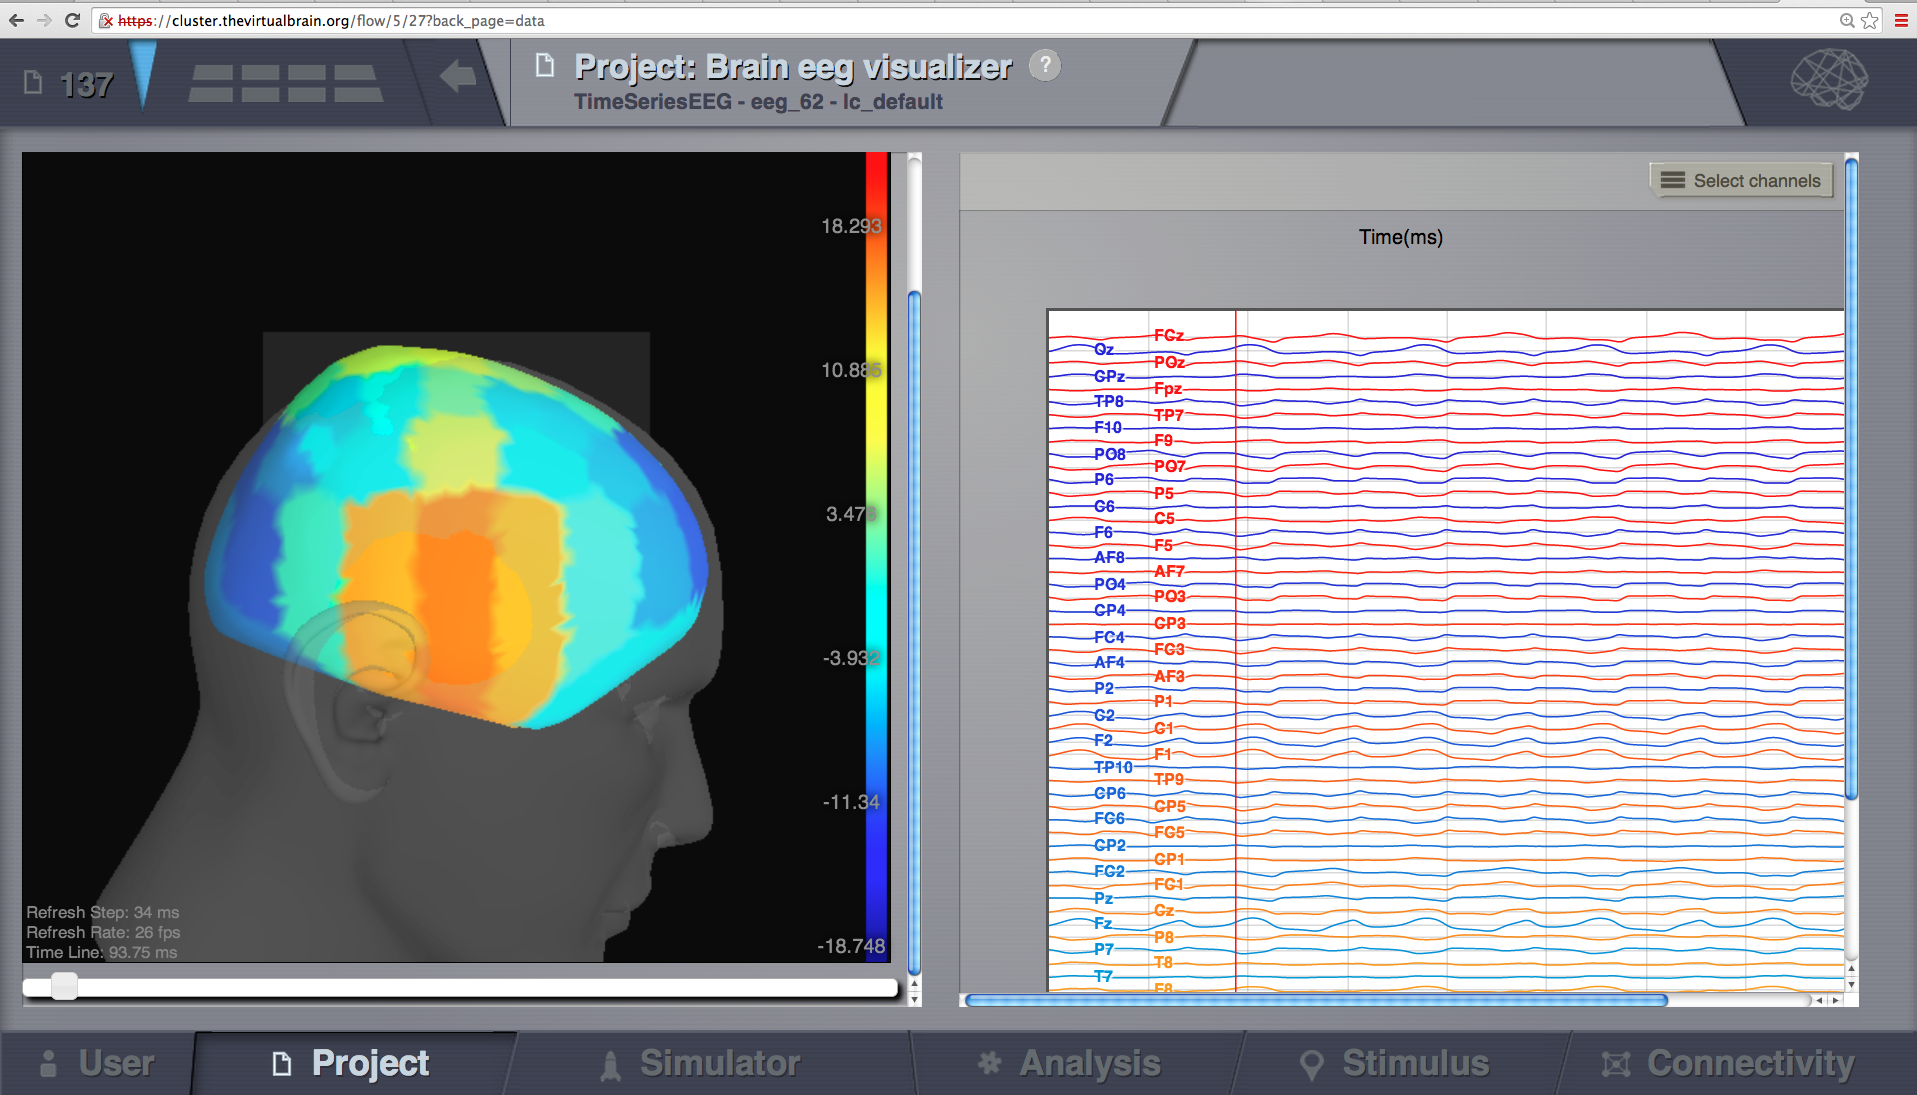 https://cluster.thevirtualbrain.org/flow/5/27?back_page=data
137
Project: Brain eeg visualizer ?
TimeSeriesEEG - eeg_62 - lc_default
18.293
10.885
3.473
-3.932
-11.34
-18.748
Refresh Step: 34 ms
Refresh Rate: 26 fps
Time Line: 93.75 ms
Select channels
Time(ms)
FCz
Oz
POz
CPz
Fpz
TP8
TP7
F10
F9
PO8
PO7
P6
P5
C6
C5
F6
F5
AF8
AF7
PO4
PO3
CP4
CP3
FC4
FC3
AF4
AF3
P2
P1
C2
C1
F2
F1
TP10
TP9
CP6
CP5
FC6
FC5
CP2
CP1
FC2
FC1
Pz
Cz
Fz
P8
P7
T8
T7
F8
User
Project
Simulator
Analysis
Stimulus
Connectivity